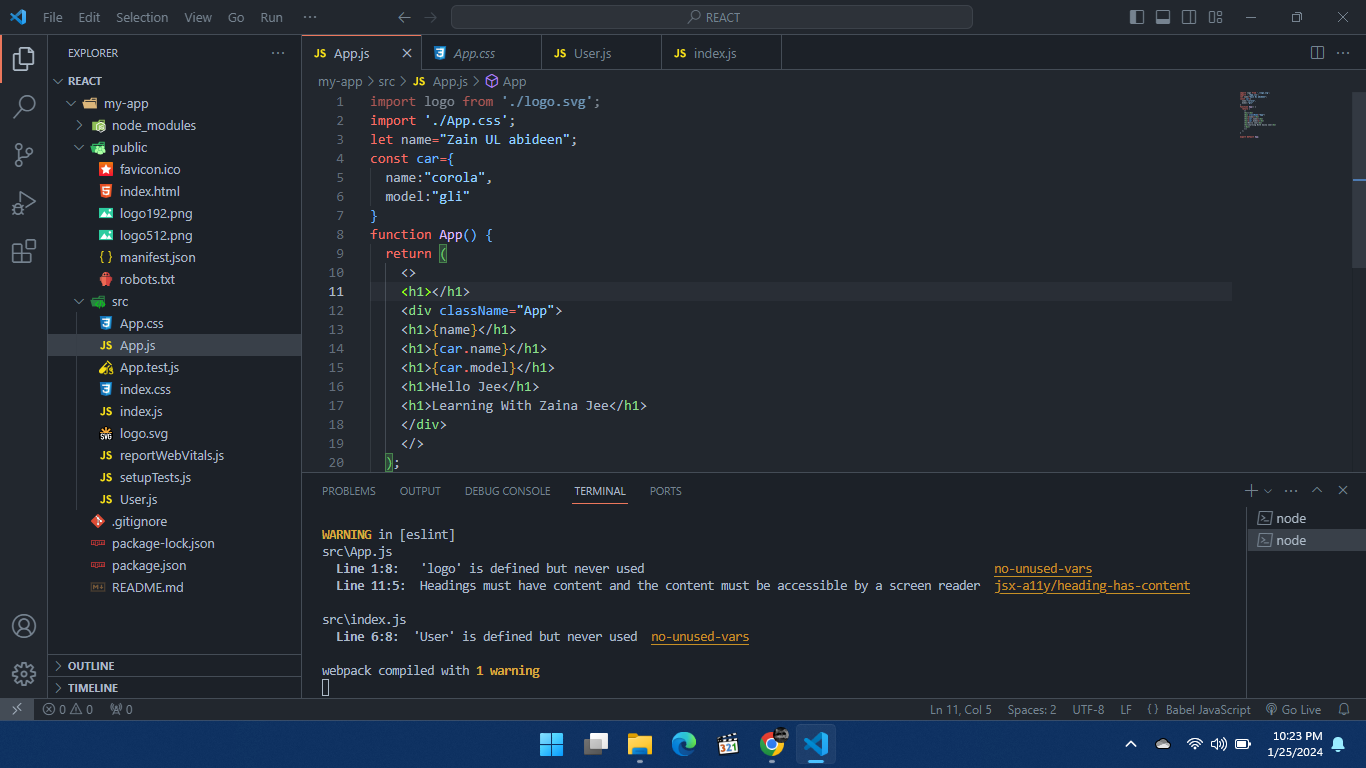 File Edit Selection View Go Run ···
REACT
EXPLORER
REACT
my-app
node_modules
public
favicon.ico
index.html
logo192.png
logo512.png
manifest.json
robots.txt
src
App.css
App.js
App.test.js
index.css
index.js
logo.svg
reportWebVitals.js
setupTests.js
User.js
.gitignore
package-lock.json
package.json
README.md
OUTLINE
TIMELINE
JS App.js App.css JS User.js JS index.js
my-app > src > JS App.js > App
1 import logo from './logo.svg';
2 import './App.css';
3 let name="Zain UL abideen";
4 const car={
5 name:"corola",
6 model:"gli"
7 }
8 function App() {
9 return (
10 <>
11 <h1></h1>
12 <div className="App">
13 <h1>{name}</h1>
14 <h1>{car.name}</h1>
15 <h1>{car.model}</h1>
16 <h1>Hello Jee</h1>
17 <h1>Learning With Zaina Jee</h1>
18 </div>
19 </>
20 );
PROBLEMS OUTPUT DEBUG CONSOLE TERMINAL PORTS
WARNING in [eslint]
src\App.js
Line 1:8: 'logo' is defined but never used no-unused-vars
Line 11:5: Headings must have content and the content must be accessible by a screen reader jsx-a11y/heading-has-content
src\index.js
Line 6:8: 'User' is defined but never used no-unused-vars
webpack compiled with 1 warning
node
node
0 0 0
Ln 11, Col 5 Spaces: 2 UTF-8 LF { } Babel JavaScript Go Live
321
10:23 PM
1/25/2024